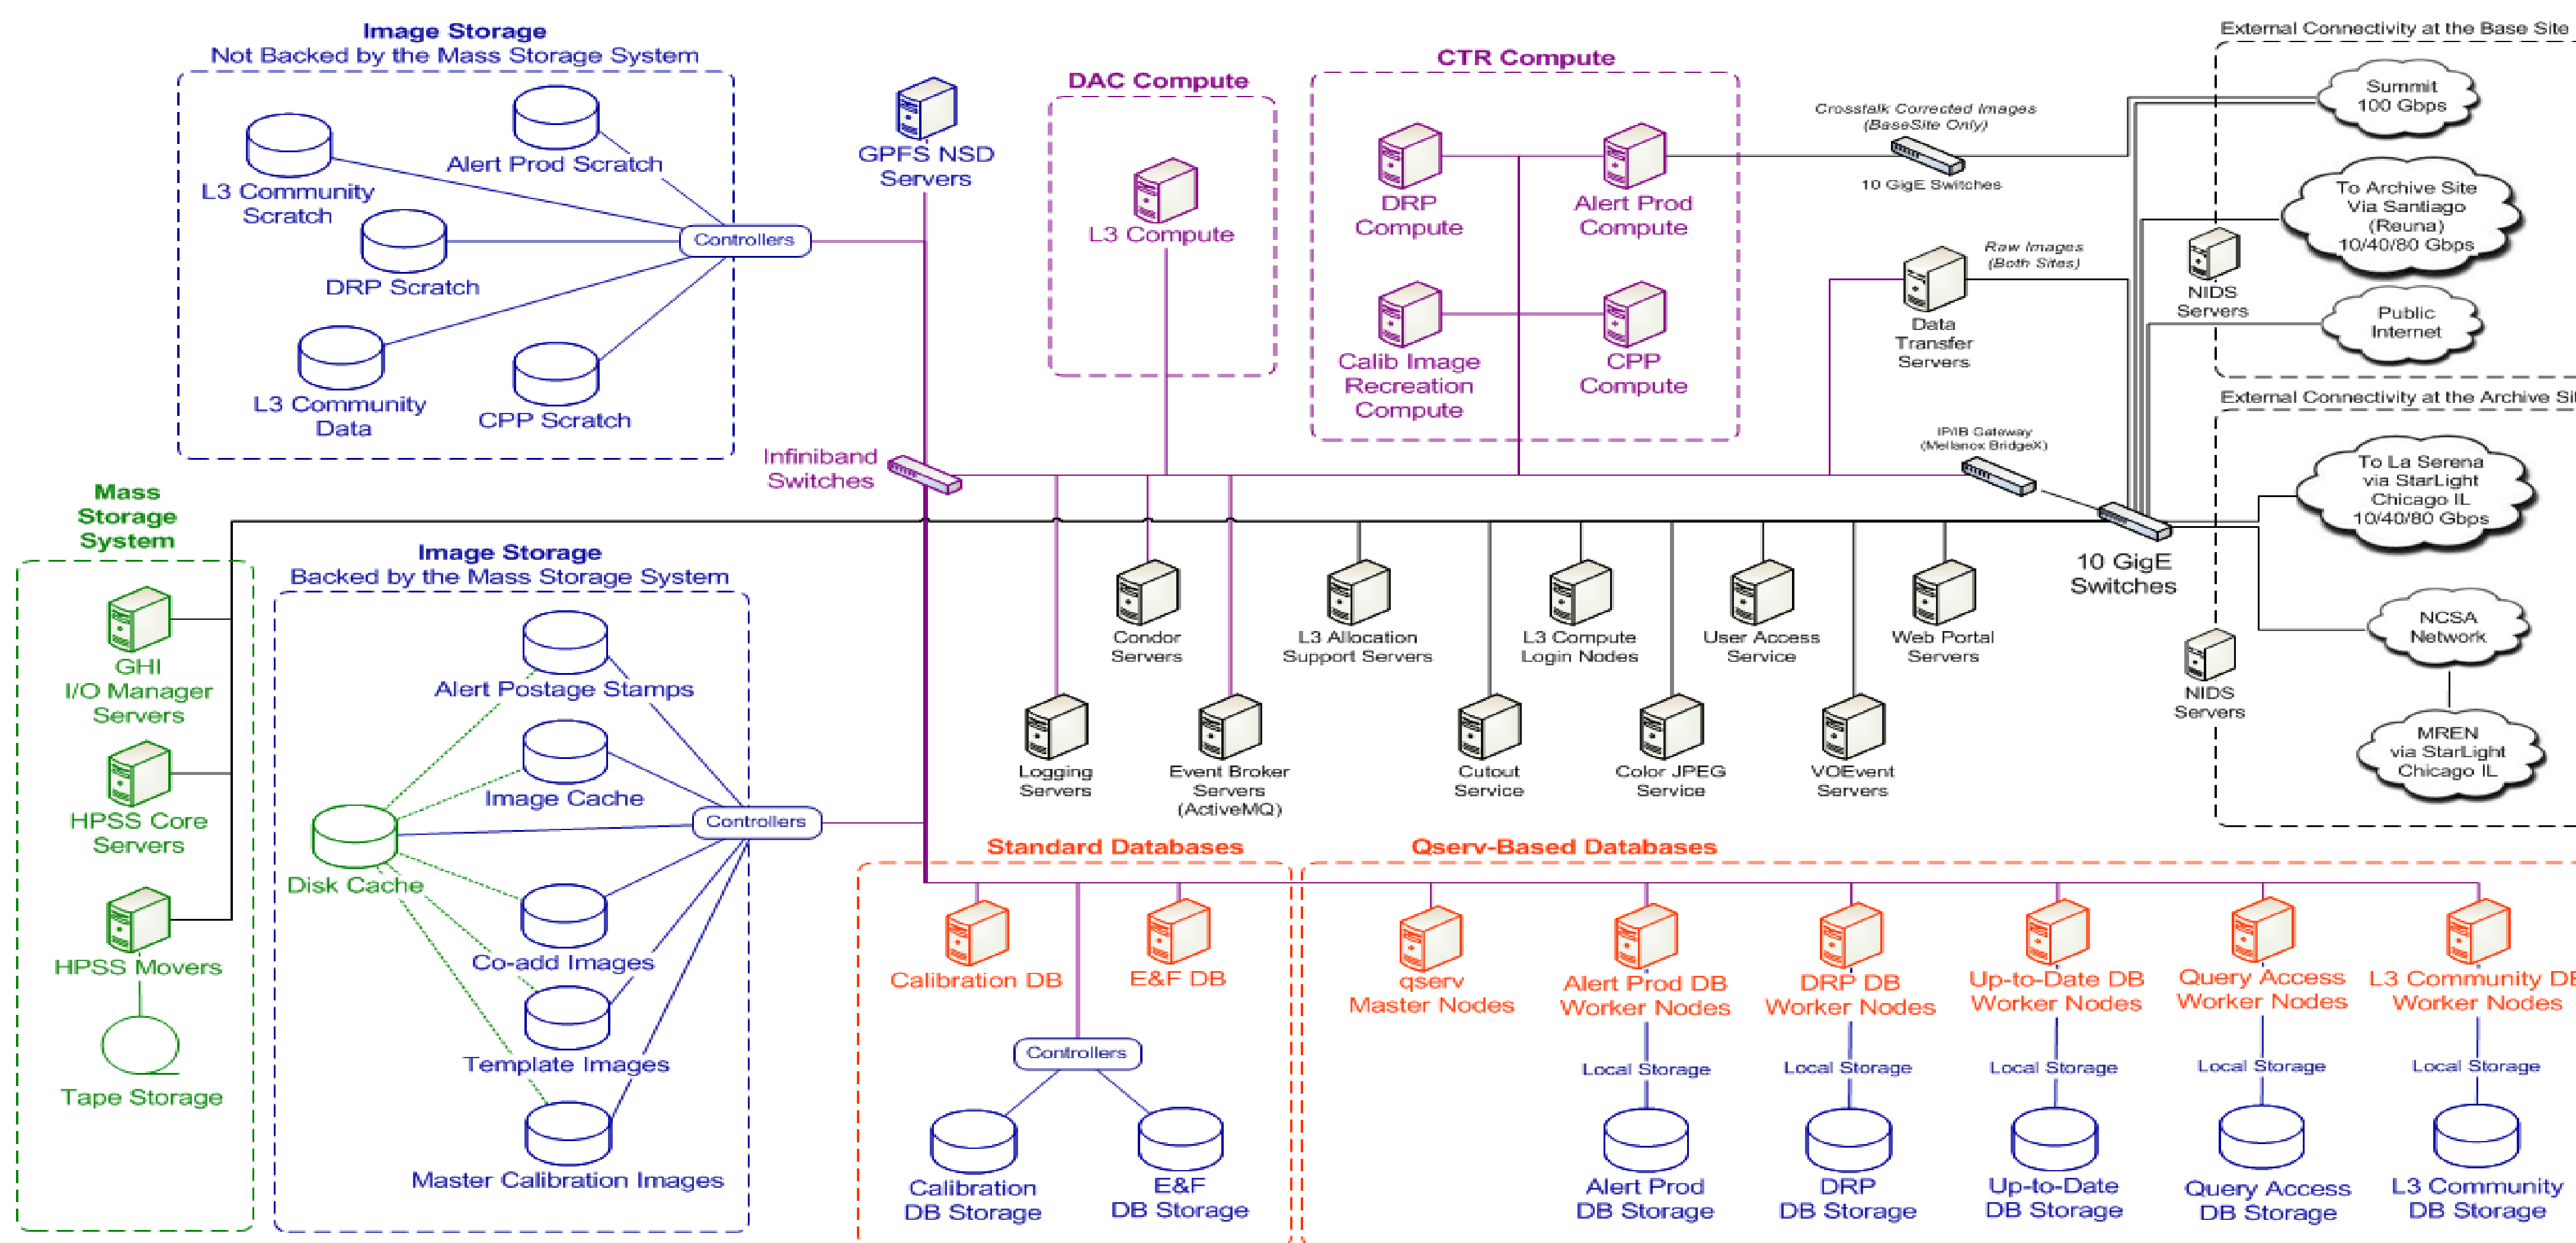 Image Storage
Not Backed by the Mass Storage System
L3 Community
Scratch
Alert Prod Scratch
DRP Scratch
L3 Community
Data
CPP Scratch
Controllers
GPFS NSD
Servers
DAC Compute
L3 Compute
CTR Compute
DRP
Compute
Alert Prod
Compute
Calib Image
Recreation
Compute
CPP
Compute
Crosstalk Corrected Images
(BaseSite Only)
10 GigE Switches
Raw Images
(Both Sites)
Data
Transfer
Servers
External Connectivity at the Base Site
Summit
100 Gbps
To Archive Site
Via Santiago
(Reuna)
10/40/80 Gbps
NIDS
Servers
Public
Internet
External Connectivity at the Archive Sit
To La Serena
via StarLight
Chicago IL
10/40/80 Gbps
NCSA
Network
NIDS
Servers
MREN
via StarLight
Chicago IL
IP/IB Gateway
(Mellanox BridgeX)
10 GigE
Switches
Infiniband
Switches
Mass
Storage
System
GHI
I/O Manager
Servers
HPSS Core
Servers
HPSS Movers
Tape Storage
Image Storage
Backed by the Mass Storage System
Alert Postage Stamps
Image Cache
Disk Cache
Controllers
Co-add Images
Template Images
Master Calibration Images
Condor
Servers
L3 Allocation
Support Servers
L3 Compute
Login Nodes
User Access
Service
Web Portal
Servers
Logging
Servers
Event Broker
Servers
(ActiveMQ)
Cutout
Service
Color JPEG
Service
VOEvent
Servers
Standard Databases
Calibration DB
E&F DB
Controllers
Calibration
DB Storage
E&F
DB Storage
Qserv-Based Databases
qserv
Master Nodes
Alert Prod DB
Worker Nodes
DRP DB
Worker Nodes
Up-to-Date DB
Worker Nodes
Query Access
Worker Nodes
L3 Community DB
Worker Nodes
Local Storage
Local Storage
Local Storage
Local Storage
Local Storage
Alert Prod
DB Storage
DRP
DB Storage
Up-to-Date
DB Storage
Query Access
DB Storage
L3 Community
DB Storage